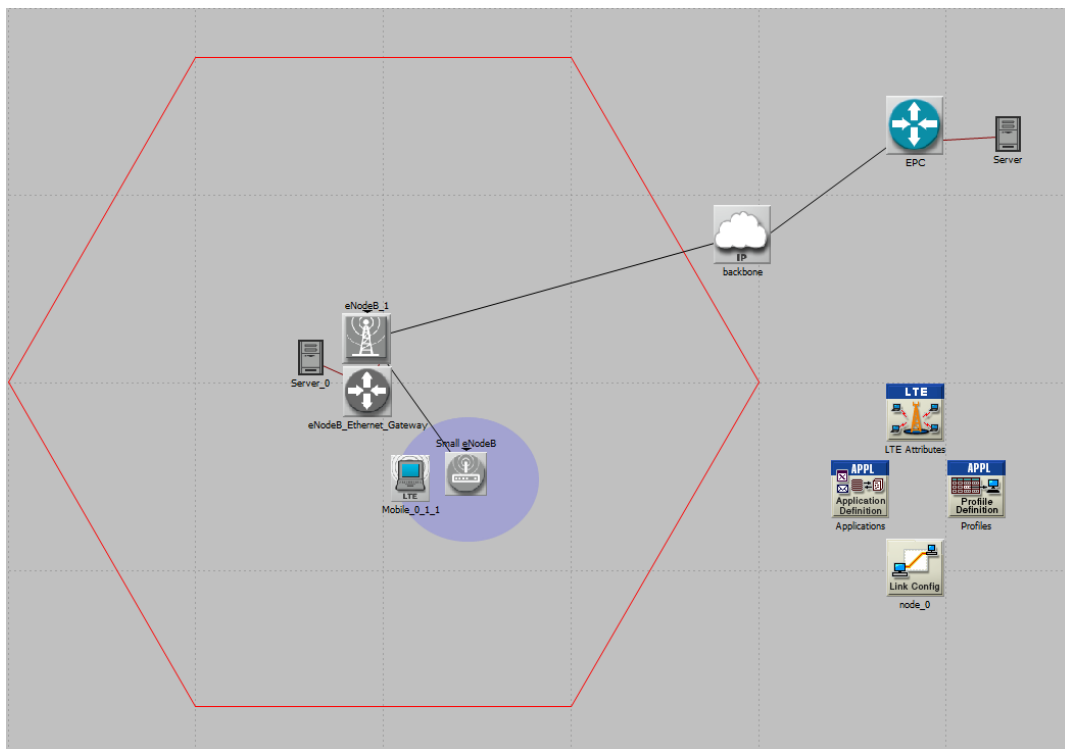 EPC
Server
IP
backbone
eNodeB_1
Server_0
eNodeB_Ethernet_Gateway
Small eNodeB
LTE
Mobile_0_1_1
LTE
LTE Attributes
APPL
Application
Definition
Applications
APPL
Profile
Definition
Profiles
Link Config
node_0